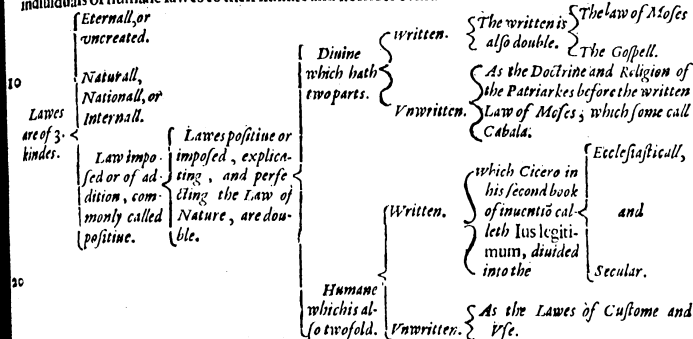 Eternall, or
vncreated.
10
Naturall,
Nationall, or
Internall.
Lawes
are of 3.
kindes.
Law impo-
sed or of ad-
dition, com-
monly called
positiue.
Lawes positiue or
imposed, explica-
ting, and perfe-
cting the Law of
Nature, are dou-
ble.
Diuine
which hath
two parts.
Written.
The written is
also double.
The law of Moses
The Gospell.
Vnwritten.
As the Doctrine and Religion of
the Patriarkes before the written
Law of Moses; which some call
Cabala.
20
Humane
which is al-
so twofold.
Written.
which Cicero in
his second book
of inuentiō cal-
leth Ius legiti-
mum, diuided
into the
Ecclesiasticall,
and
Secular.
Vnwritten.
As the Lawes of Custome and
Vse.